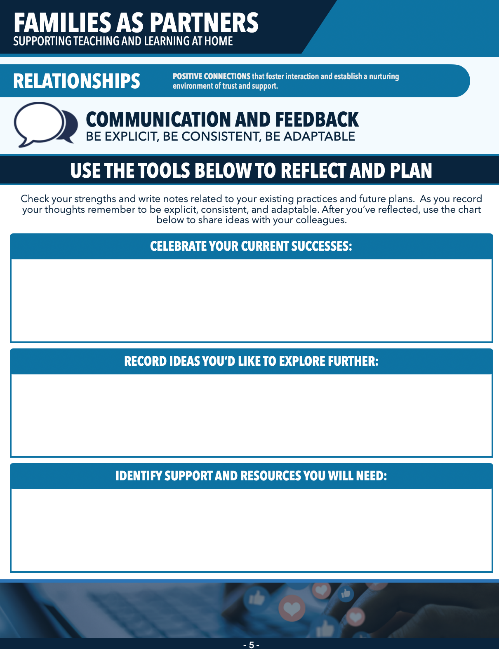 FAMILIES AS PARTNERS
SUPPORTING TEACHING AND LEARNING AT HOME
RELATIONSHIPS
POSITIVE CONNECTIONS that foster interaction and establish a nurturing
environment of trust and support.
COMMUNICATION AND FEEDBACK
BE EXPLICIT, BE CONSISTENT, BE ADAPTABLE
USE THE TOOLS BELOW TO REFLECT AND PLAN
Check your strengths and write notes related to your existing practices and future plans. As you record
your thoughts remember to be explicit, consistent, and adaptable. After you've reflected, use the chart
below to share ideas with your colleagues.
CELEBRATE YOUR CURRENT SUCCESSES:
RECORD IDEAS YOU'D LIKE TO EXPLORE FURTHER:
IDENTIFY SUPPORT AND RESOURCES YOU WILL NEED:
- 5 -